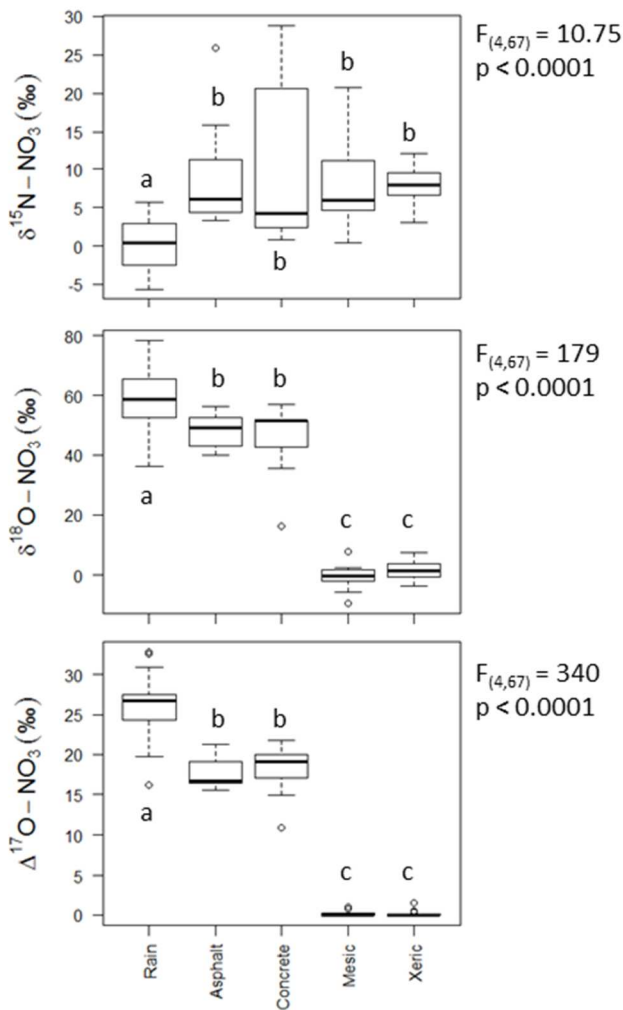 F(4,67) = 10.75
p < 0.0001
δ15N – NO3 (‰)
30
25
20
15
10
5
0
-5
a
b
b
b
b
F(4,67) = 179
p < 0.0001
δ18O – NO3 (‰)
80
60
40
20
0
a
b
b
c
c
F(4,67) = 340
p < 0.0001
Δ17O – NO3 (‰)
30
25
20
15
10
5
0
a
b
b
c
c
Rain
Asphalt
Concrete
Mesic
Xeric